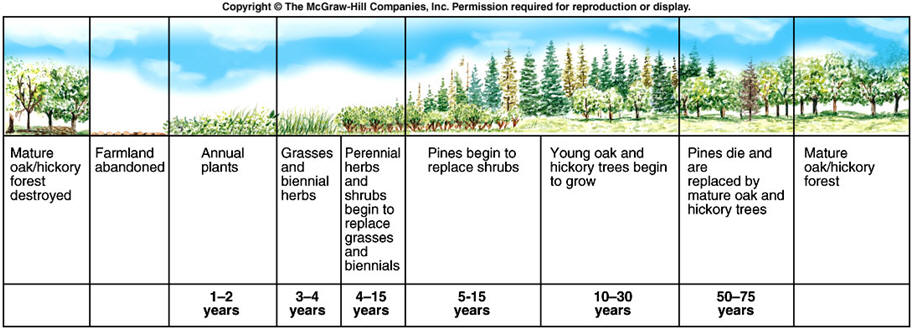 Copyright © The McGraw-Hill Companies, Inc. Permission required for reproduction or display.
Mature
oak/hickory
forest
destroyed
Farmland
abandoned
Annual
plants
Grasses
and
biennial
herbs
Perennial
herbs
and
shrubs
begin to
replace
grasses
and
biennials
Pines begin to
replace shrubs
Young oak and
hickory trees begin
to grow
Pines die and
are
replaced by
mature oak and
hickory trees
Mature
oak/hickory
forest
1–2
years
3–4
years
4–15
years
5-15
years
10–30
years
50–75
years